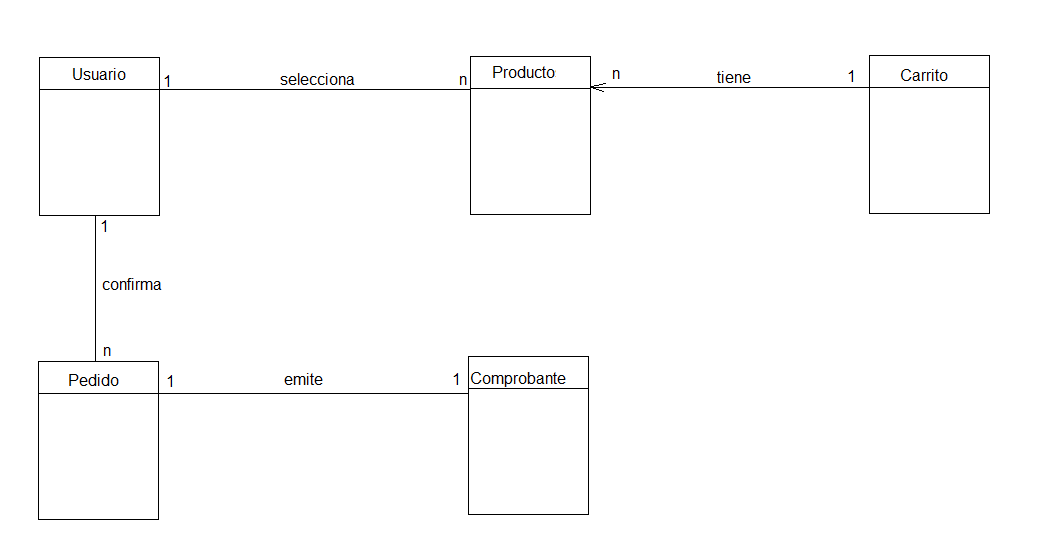 Usuario
1
selecciona
n
Producto
n
tiene
1
Carrito
1
confirma
n
Pedido
1
emite
1
Comprobante